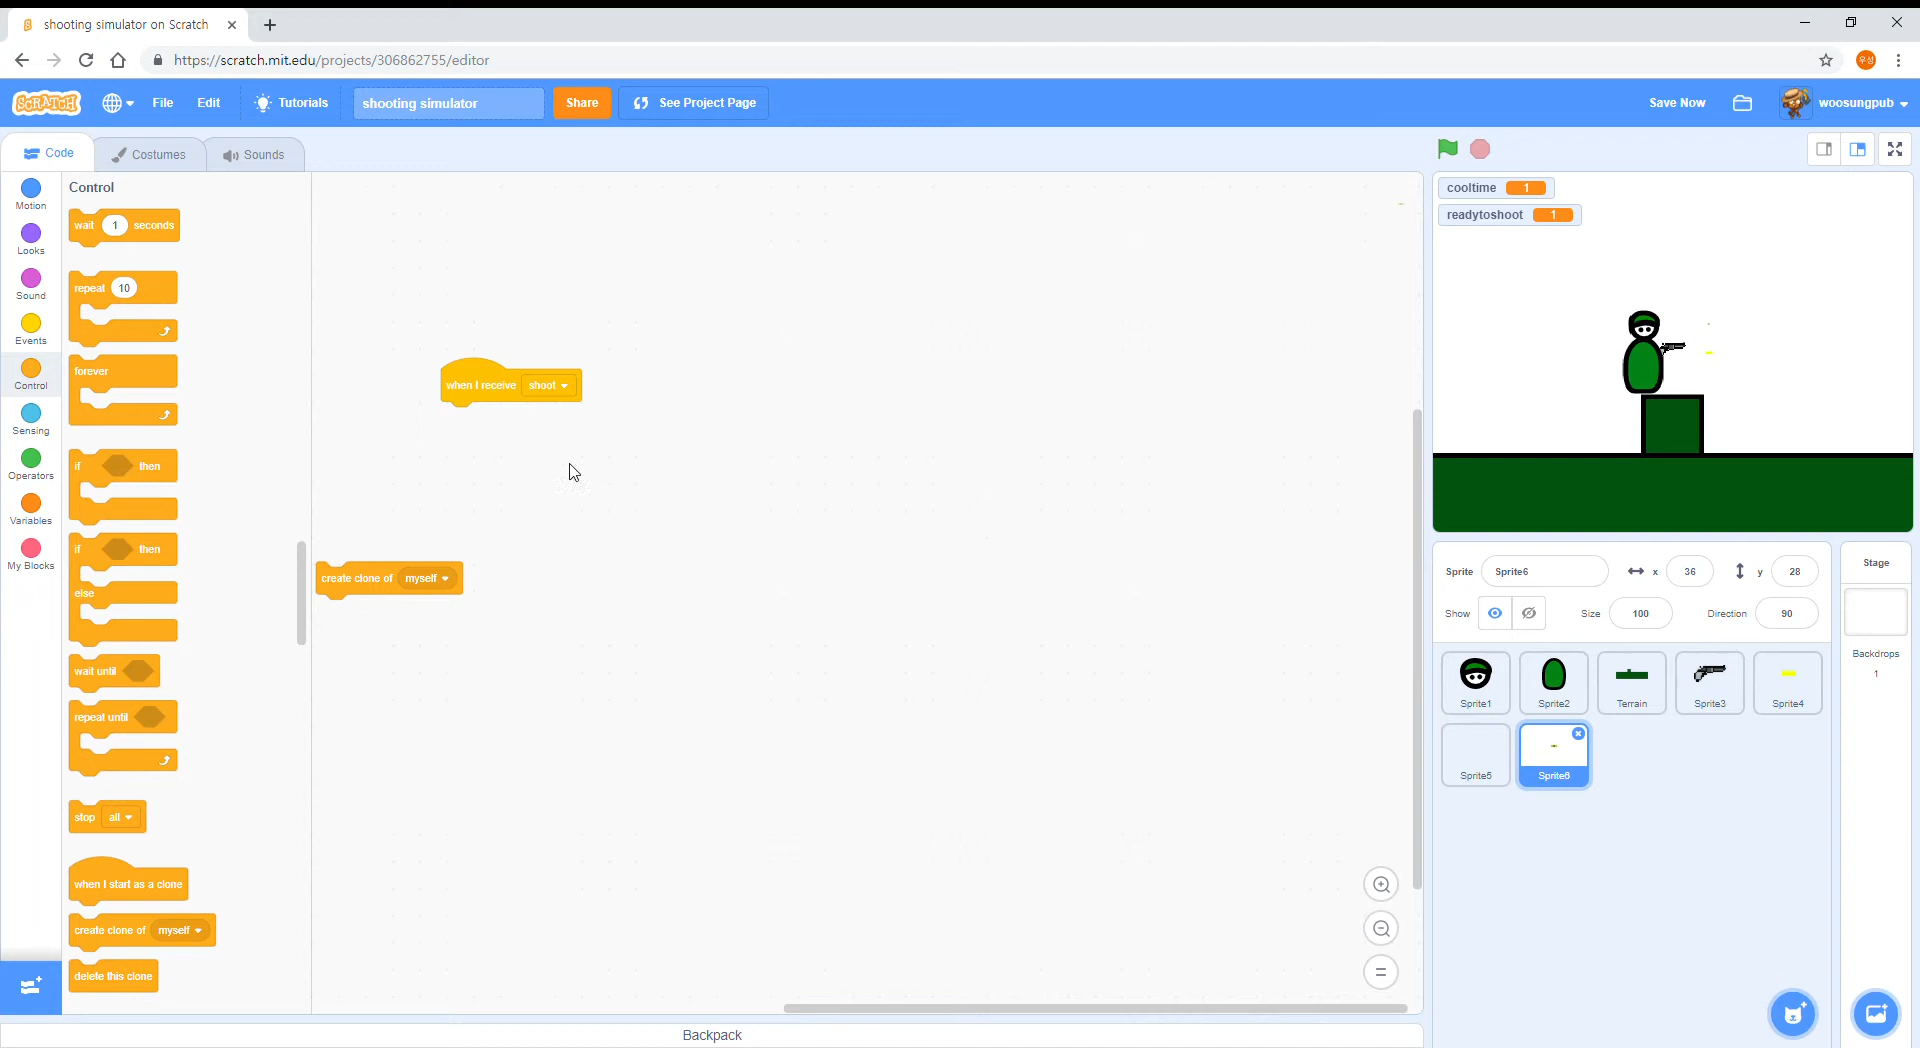 shooting simulator on Scratch
https://scratch.mit.edu/projects/306862755/editor
우성
SCRATCH
File
Edit
Tutorials
shooting simulator
Share
See Project Page
Save Now
woosungpub
Code
Costumes
Sounds
Motion
Looks
Sound
Events
Control
Sensing
Operators
Variables
My Blocks
Control
wait 1 seconds
repeat 10
forever
if then
if then
else
wait until
repeat until
stop all
when I start as a clone
create clone of myself
delete this clone
when I receive shoot
create clone of myself
Backpack
cooltime 1
readytoshoot 1
Sprite Sprite6 x 36 y 28
Show Size 100 Direction 90
Sprite1
Sprite2
Terrain
Sprite3
Sprite4
Sprite5
Sprite6
Stage
Backdrops
1